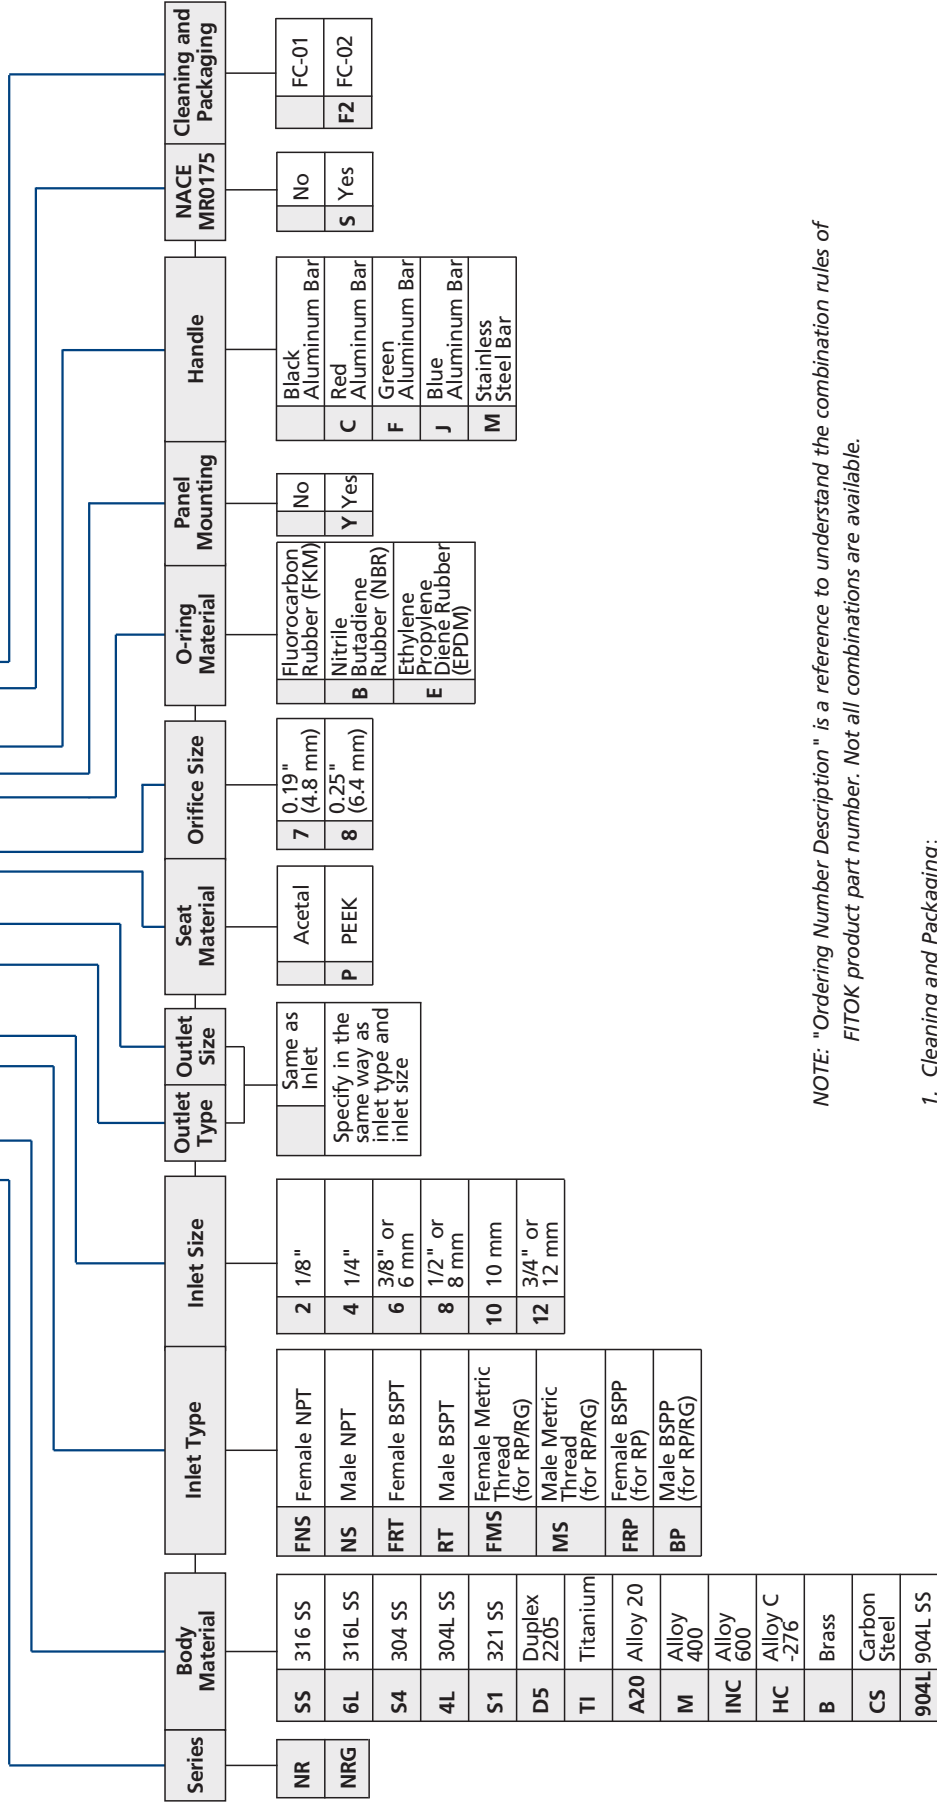 Series
NR
NRG
Body
Material
SS 316 SS
6L 316L SS
S4 304 SS
4L 304L SS
S1 321 SS
D5 Duplex
2205
TI Titanium
A20 Alloy 20
M Alloy
400
INC Alloy
600
HC Alloy C
-276
B Brass
CS Carbon
Steel
904L 904L SS
Inlet Type
FNS Female NPT
NS Male NPT
FRT Female BSPT
RT Male BSPT
FMS Female Metric
Thread
(for RP/RG)
MS Male Metric
Thread
(for RP/RG)
FRP Female BSPP
(for RP)
BP Male BSPP
(for RP/RG)
Inlet Size
2 1/8"
4 1/4"
6 3/8" or
6 mm
8 1/2" or
8 mm
10 10 mm
12 3/4" or
12 mm
Outlet
Type
Outlet
Size
Same as
Inlet
Specify in the
same way as
inlet type and
inlet size
Seat
Material
Acetal
P PEEK
Orifice Size
7 0.19"
(4.8 mm)
8 0.25"
(6.4 mm)
O-ring
Material
Fluorocarbon
Rubber (FKM)
B Nitrile
Butadiene
Rubber (NBR)
E Ethylene
Propylene
Diene Rubber
(EPDM)
Panel
Mounting
No
Y Yes
Handle
Black
Aluminum Bar
C Red
Aluminum Bar
F Green
Aluminum Bar
J Blue
Aluminum Bar
M Stainless
Steel Bar
NACE
MR0175
No
S Yes
Cleaning and
Packaging
FC-01
F2 FC-02
NOTE: "Ordering Number Description" is a reference to understand the combination rules of
FITOK product part number. Not all combinations are available.
1. Cleaning and Packaging: